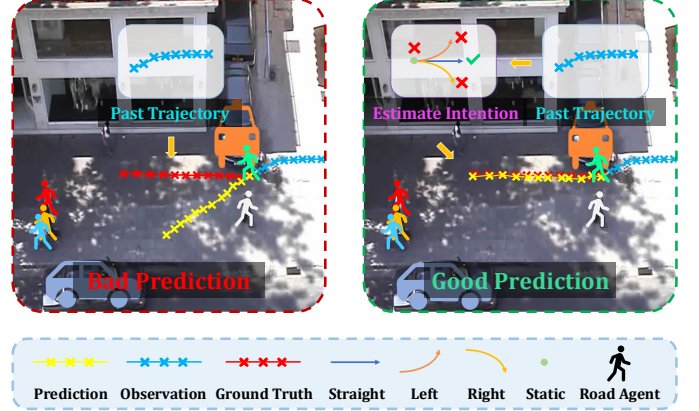 Past Trajectory
Bad Prediction
Estimate Intention
Past Trajectory
Good Prediction
Prediction
Observation
Ground Truth
Straight
Left
Right
Static
Road Agent